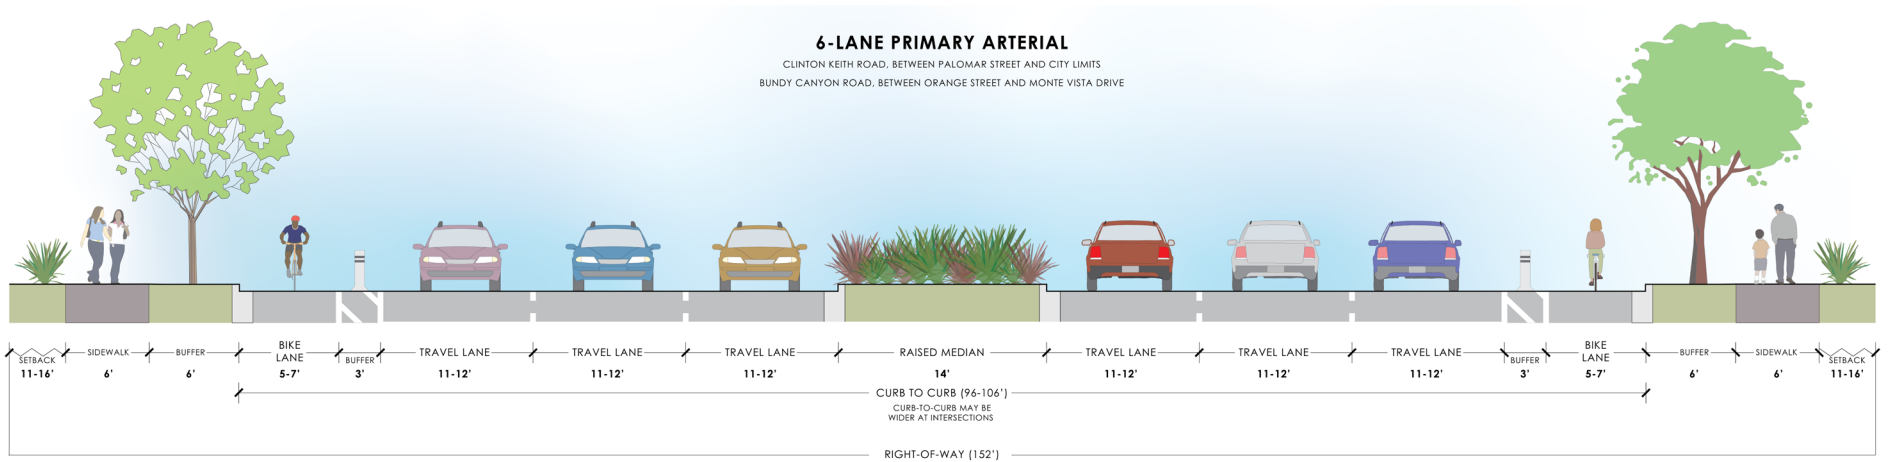 6-LANE PRIMARY ARTERIAL
CLINTON KEITH ROAD, BETWEEN PALOMAR STREET AND CITY LIMITS
BUNDY CANYON ROAD, BETWEEN ORANGE STREET AND MONTE VISTA DRIVE
SETBACK
11-16'
SIDEWALK
6'
BUFFER
6'
BIKE
LANE
5-7'
BUFFER
3'
TRAVEL LANE
11-12'
TRAVEL LANE
11-12'
TRAVEL LANE
11-12'
RAISED MEDIAN
14'
TRAVEL LANE
11-12'
TRAVEL LANE
11-12'
TRAVEL LANE
11-12'
BUFFER
3'
BIKE
LANE
5-7'
BUFFER
6'
SIDEWALK
6'
SETBACK
11-16'
CURB TO CURB (96-106')
CURB-TO-CURB MAY BE
WIDER AT INTERSECTIONS
RIGHT-OF-WAY (152')